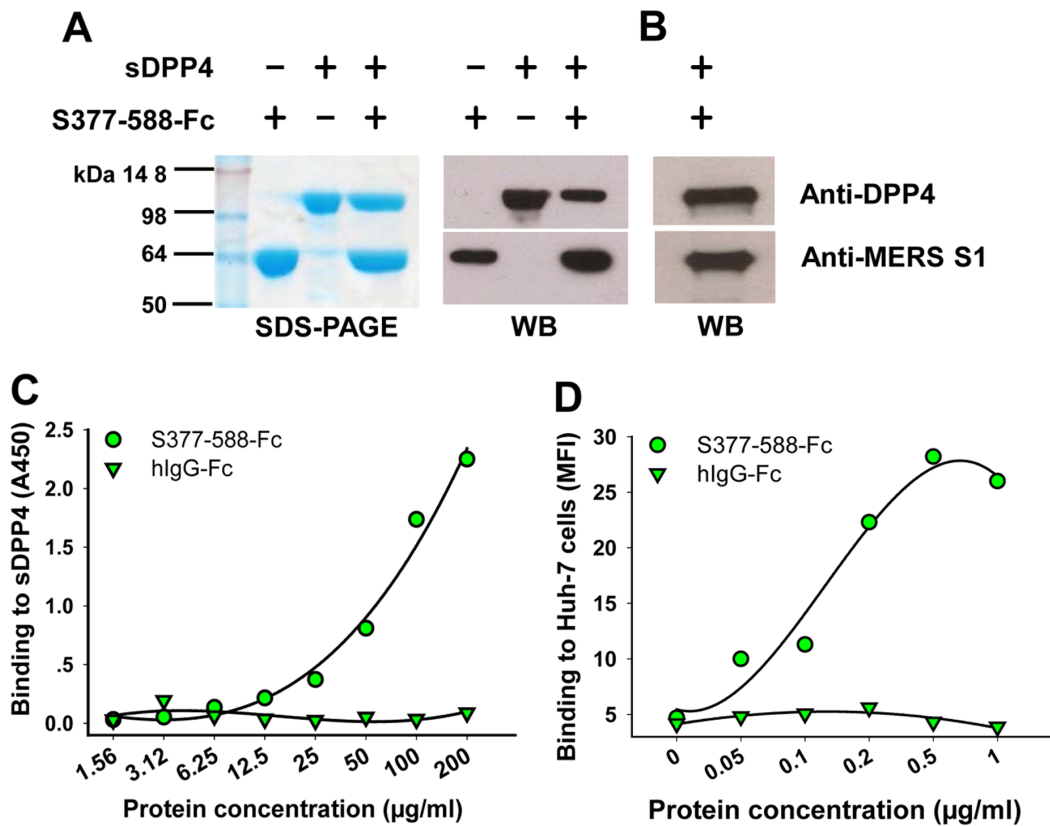 A
B
sDPP4 − + + − + + +
S377-588-Fc + − + + − + +
kDa 14 8
98
64
50
Anti-DPP4
Anti-MERS S1
SDS-PAGE WB WB
C
S377-588-Fc
hIgG-Fc
Binding to sDPP4 (A450)
2.5
2.0
1.5
1.0
.5
0.0
1.56 3.12 6.25 12.5 25 50 100 200
Protein concentration (µg/ml)
D
S377-588-Fc
hIgG-Fc
Binding to Huh-7 cells (MFI)
30
25
20
15
10
5
0 0.05 0.1 0.2 0.5 1
Protein concentration (µg/ml)